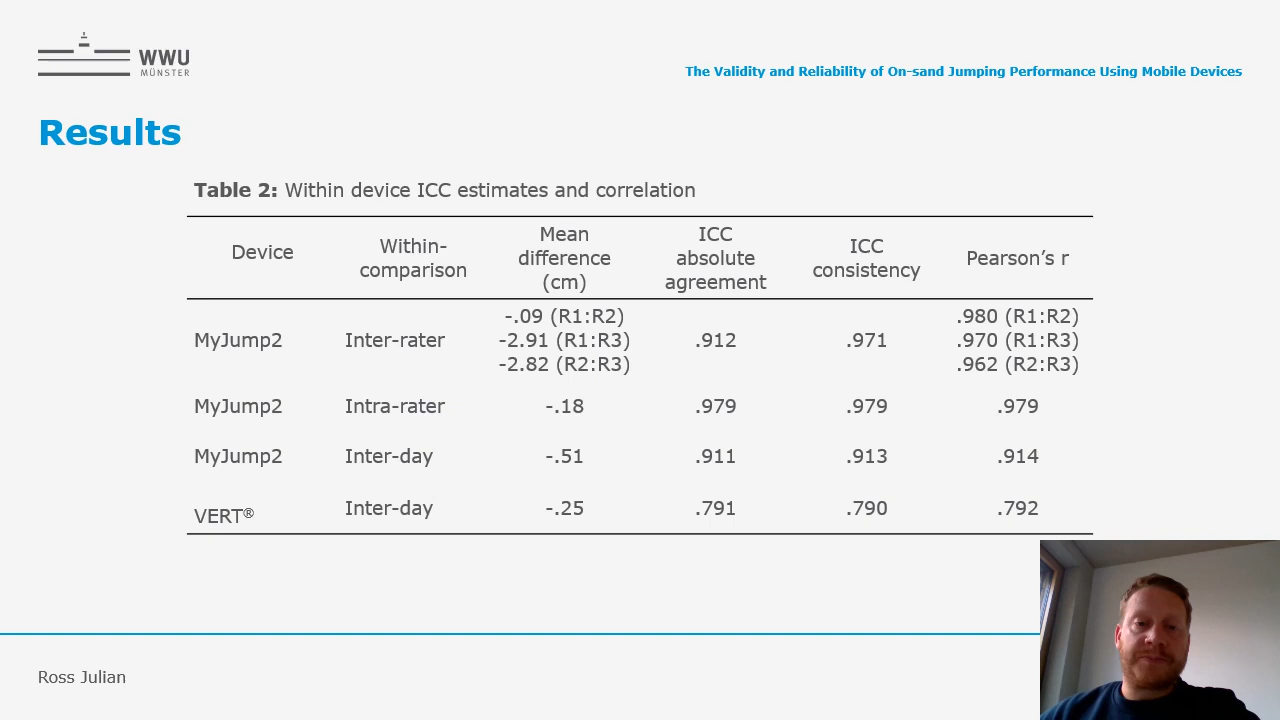 WWU
MÜNSTER
The Validity and Reliability of On-sand Jumping Performance Using Mobile Devices
Results
Table 2: Within device ICC estimates and correlation
Device
Within-
comparison
Mean
difference
(cm)
ICC
absolute
agreement
ICC
consistency
Pearson’s r
MyJump2
Inter-rater
-.09 (R1:R2)
-2.91 (R1:R3)
-2.82 (R2:R3)
.912
.971
.980 (R1:R2)
.970 (R1:R3)
.962 (R2:R3)
MyJump2
Intra-rater
-.18
.979
.979
.979
MyJump2
Inter-day
-.51
.911
.913
.914
VERT®
Inter-day
-.25
.791
.790
.792
Ross Julian